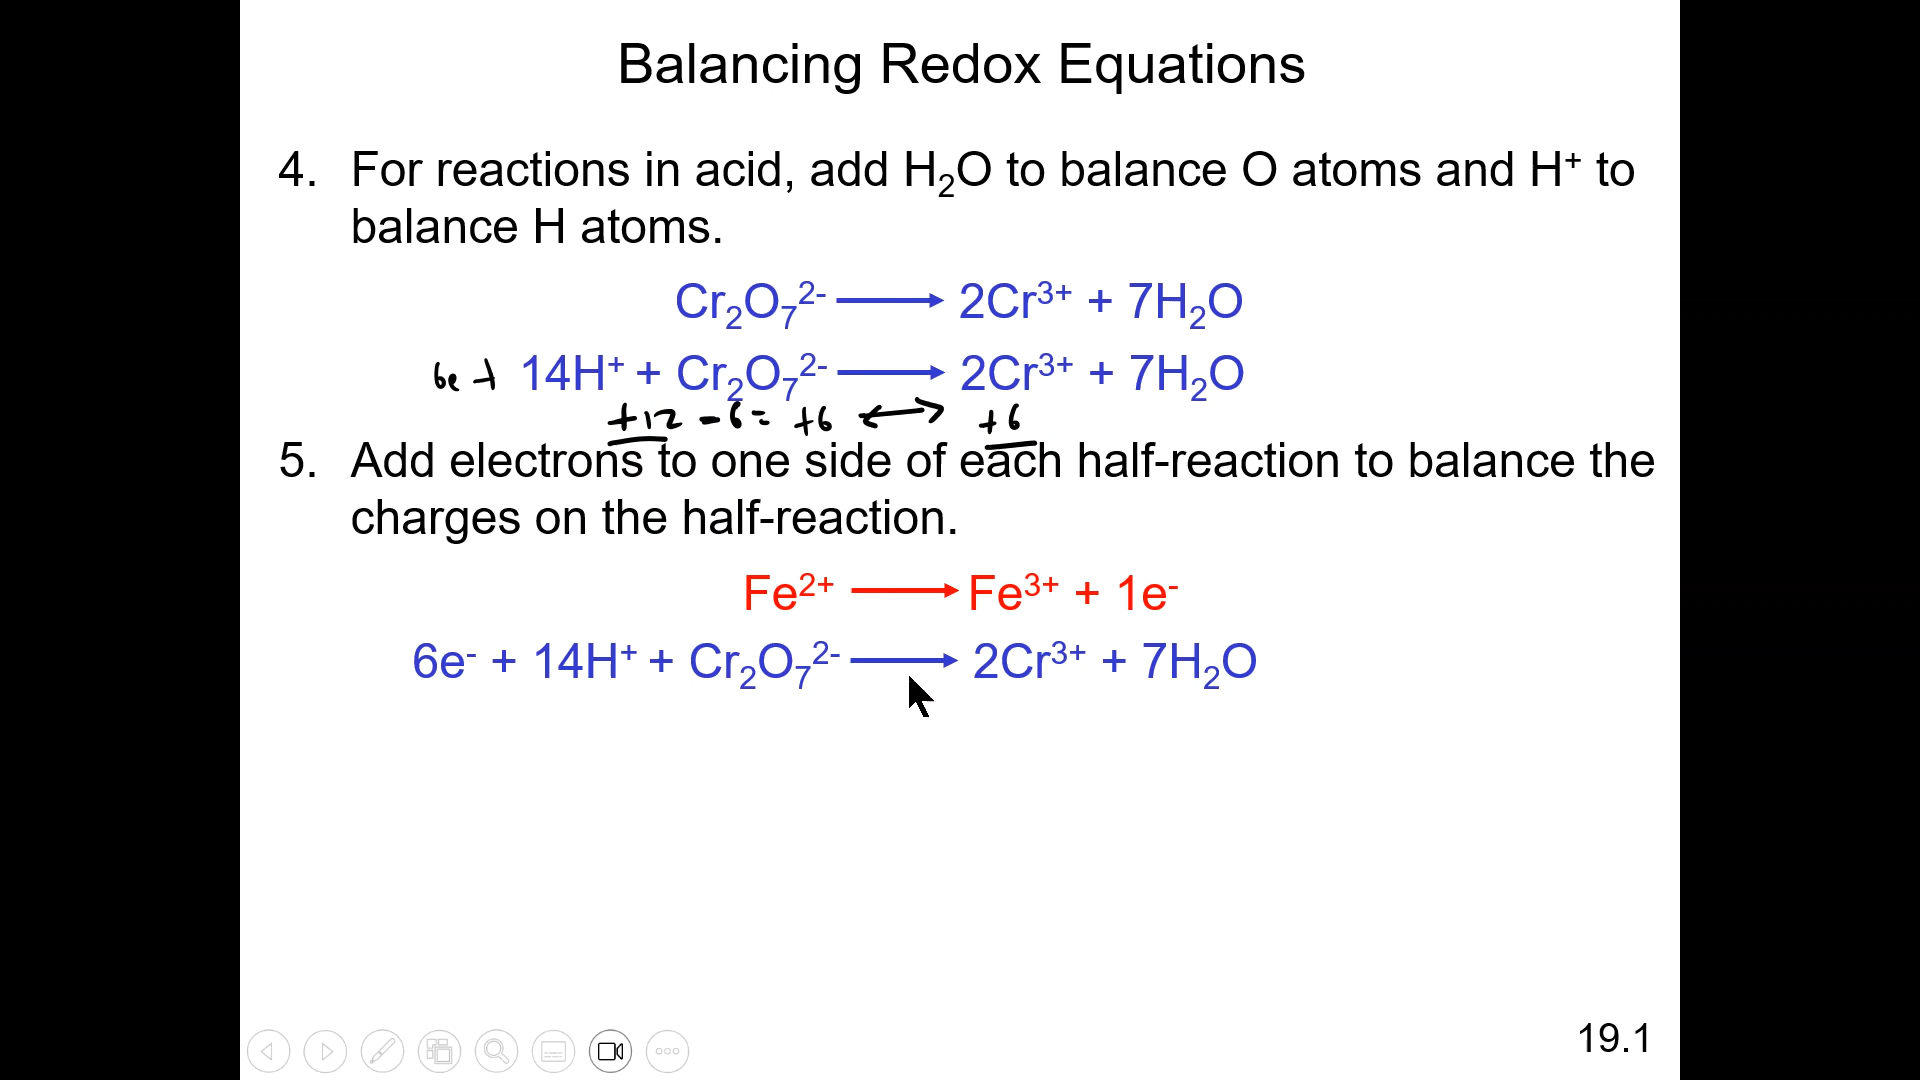 Balancing Redox Equations
4. For reactions in acid, add H₂O to balance O atoms and H⁺ to
balance H atoms.
Cr₂O₇²⁻ ⟶ 2Cr³⁺ + 7H₂O
6e + 14H⁺ + Cr₂O₇²⁻ ⟶ 2Cr³⁺ + 7H₂O
+12 -6= +6 ⟷ +6
5. Add electrons to one side of each half-reaction to balance the
charges on the half-reaction.
Fe²⁺ ⟶ Fe³⁺ + 1e⁻
6e⁻ + 14H⁺ + Cr₂O₇²⁻ ⟶ 2Cr³⁺ + 7H₂O
19.1